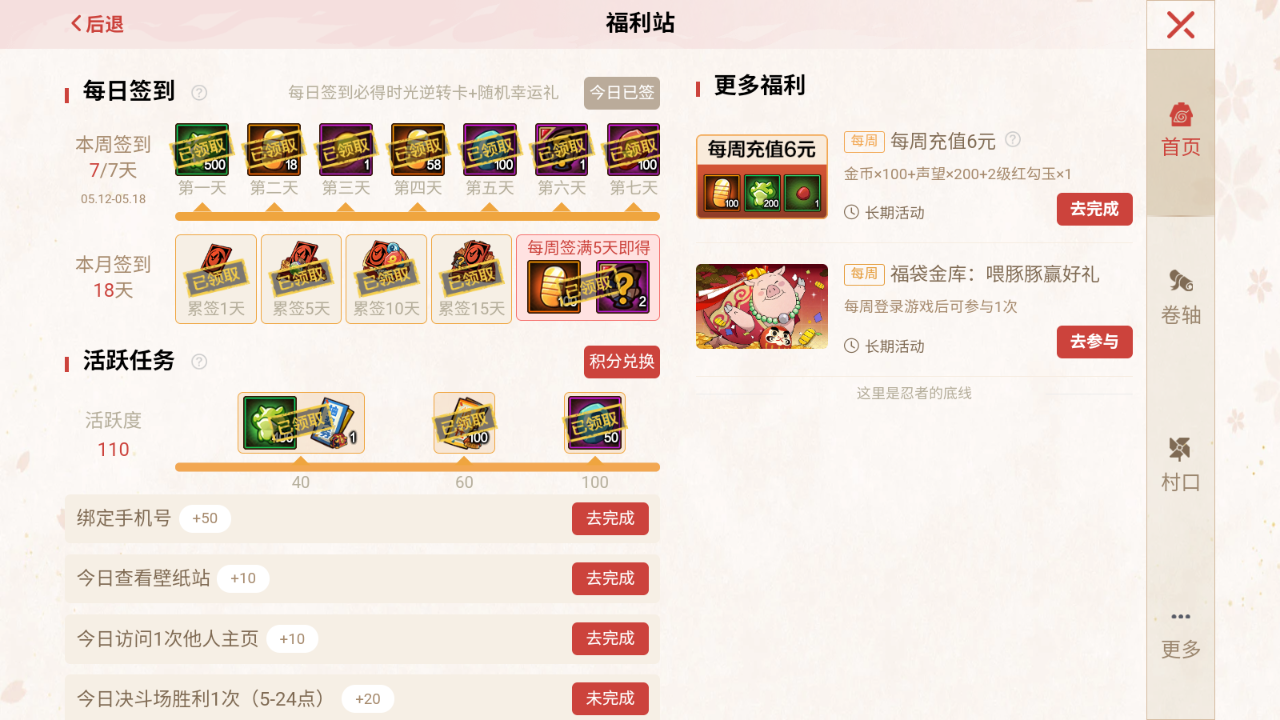 后退
福利站
每日签到
每日签到必得时光逆转卡+随机幸运礼
今日已签
本周签到
7/7天
05.12-05.18
已领取 500
已领取 18
已领取 1
已领取 58
已领取 100
已领取 1
已领取 100
第一天
第二天
第三天
第四天
第五天
第六天
第七天
本月签到
18天
已领取
累签1天
已领取
累签5天
已领取
累签10天
已领取
累签15天
每周签满5天即得
已领取
100
2
活跃任务
积分兑换
活跃度
110
已领取
1
已领取
100
已领取
50
40
60
100
绑定手机号 +50 去完成
今日查看壁纸站 +10 去完成
今日访问1次他人主页 +10 去完成
今日决斗场胜利1次（5-24点） +20 未完成
更多福利
每周充值6元
100
200
1
每周 每周充值6元
金币×100+声望×200+2级红勾玉×1
长期活动
去完成
每周 福袋金库：喂豚豚赢好礼
每周登录游戏后可参与1次
长期活动
去参与
这里是忍者的底线
首页
卷轴
村口
更多